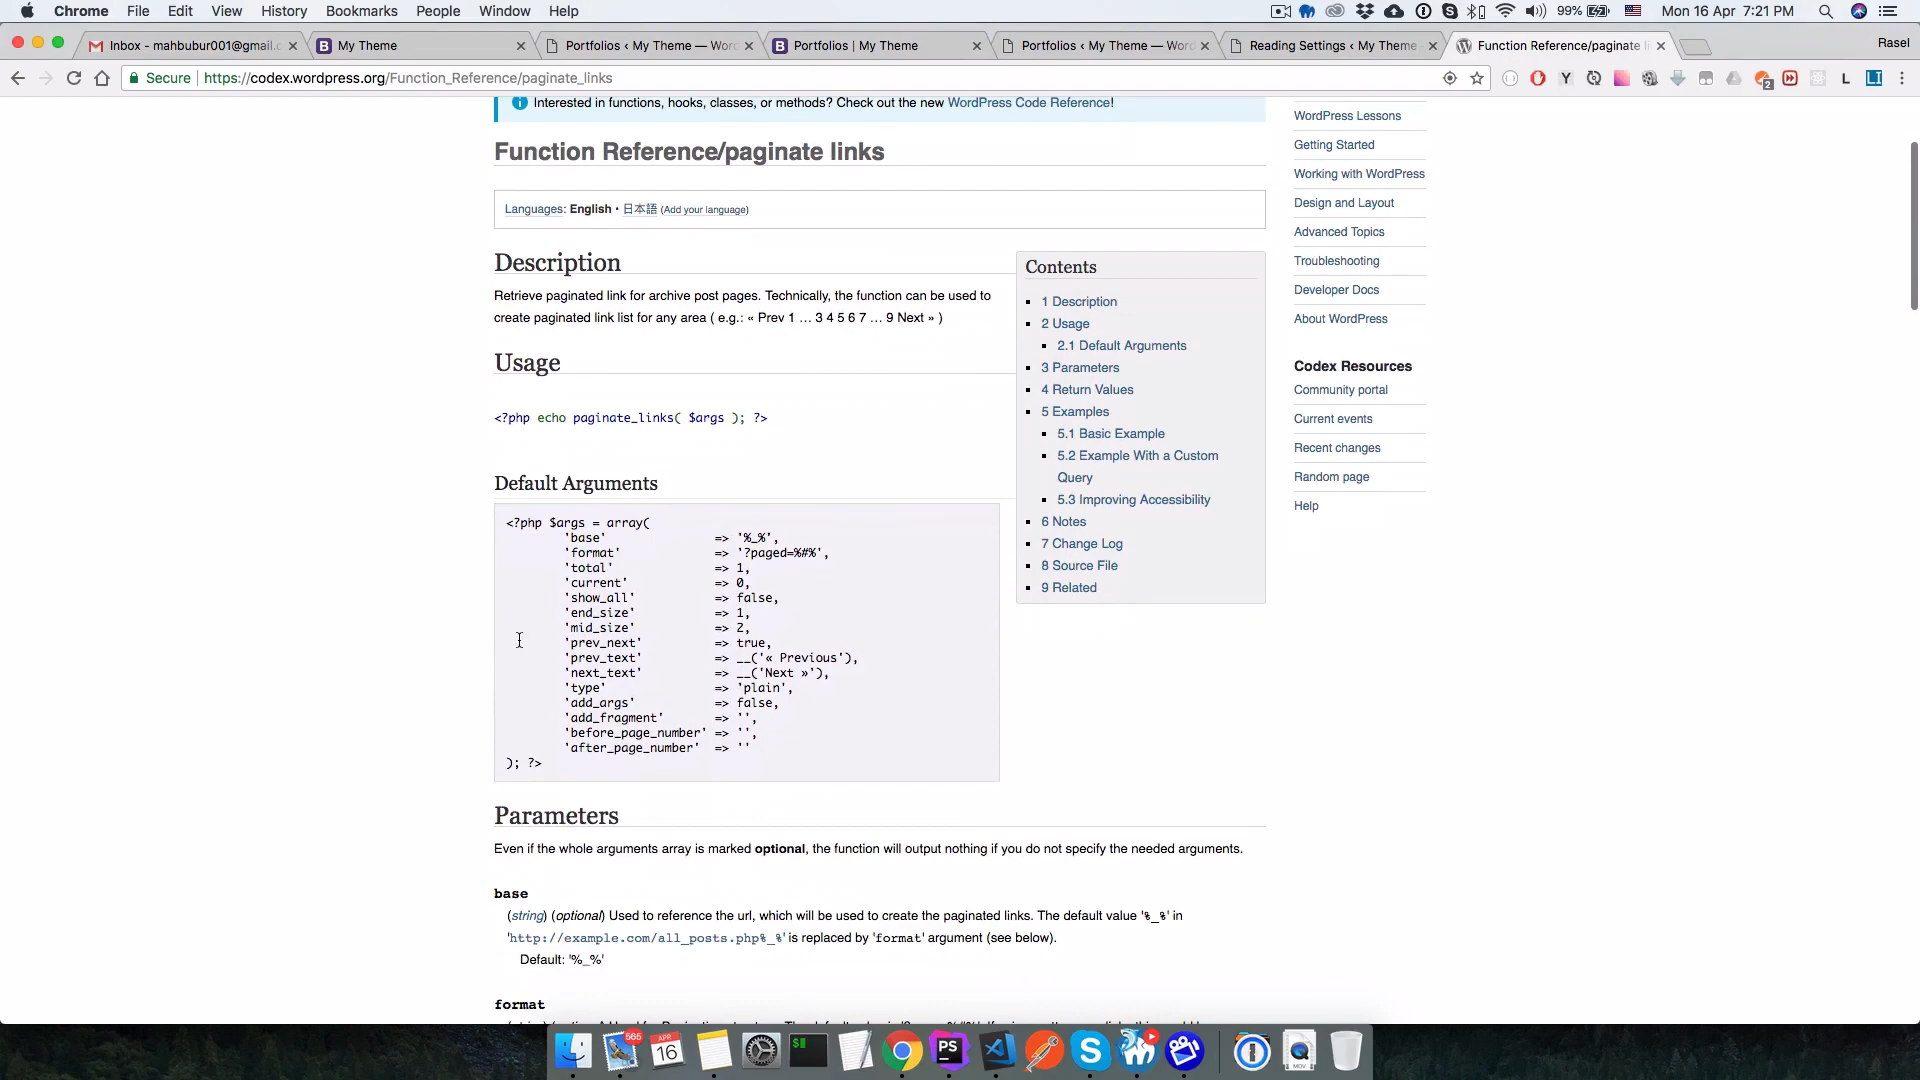 Chrome File Edit View History Bookmarks People Window Help 99% Mon 16 Apr 7:21 PM
Inbox - mahbubur001@gmail.c My Theme Portfolios ‹ My Theme — Word Portfolios | My Theme Portfolios ‹ My Theme — Word Reading Settings ‹ My Theme Function Reference/paginate li Rasel
Secure https://codex.wordpress.org/Function_Reference/paginate_links
Interested in functions, hooks, classes, or methods? Check out the new WordPress Code Reference!
Function Reference/paginate links
Languages: English • 日本語 (Add your language)
Description
Retrieve paginated link for archive post pages. Technically, the function can be used to
create paginated link list for any area ( e.g.: « Prev 1 … 3 4 5 6 7 … 9 Next » )
Usage
<?php echo paginate_links( $args ); ?>
Default Arguments
<?php $args = array(
'base' => '%_%',
'format' => '?paged=%#%',
'total' => 1,
'current' => 0,
'show_all' => false,
'end_size' => 1,
'mid_size' => 2,
'prev_next' => true,
'prev_text' => __('« Previous'),
'next_text' => __('Next »'),
'type' => 'plain',
'add_args' => false,
'add_fragment' => '',
'before_page_number' => '',
'after_page_number' => ''
); ?>
Contents
1 Description
2 Usage
2.1 Default Arguments
3 Parameters
4 Return Values
5 Examples
5.1 Basic Example
5.2 Example With a Custom
Query
5.3 Improving Accessibility
6 Notes
7 Change Log
8 Source File
9 Related
Parameters
Even if the whole arguments array is marked optional, the function will output nothing if you do not specify the needed arguments.
base
(string) (optional) Used to reference the url, which will be used to create the paginated links. The default value '%_%' in
'http://example.com/all_posts.php%_%' is replaced by 'format' argument (see below).
Default: '%_%'
format
WordPress Lessons
Getting Started
Working with WordPress
Design and Layout
Advanced Topics
Troubleshooting
Developer Docs
About WordPress
Codex Resources
Community portal
Current events
Recent changes
Random page
Help
565
APR
16
PS